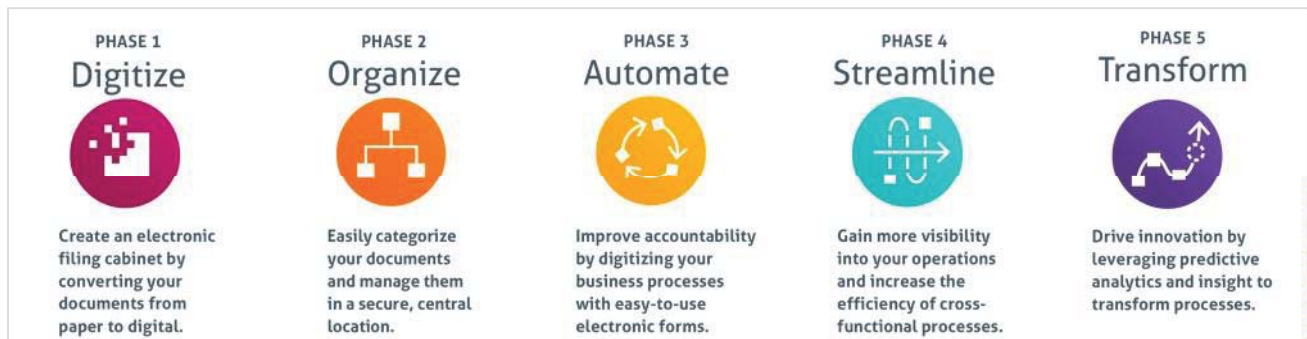 PHASE 1
Digitize
Create an electronic
filing cabinet by
converting your
documents from
paper to digital.
PHASE 2
Organize
Easily categorize
your documents
and manage them
in a secure, central
location.
PHASE 3
Automate
Improve accountability
by digitizing your
business processes
with easy-to-use
electronic forms.
PHASE 4
Streamline
Gain more visibility
into your operations
and increase the
efficiency of cross-
functional processes.
PHASE 5
Transform
Drive innovation by
leveraging predictive
analytics and insight to
transform processes.